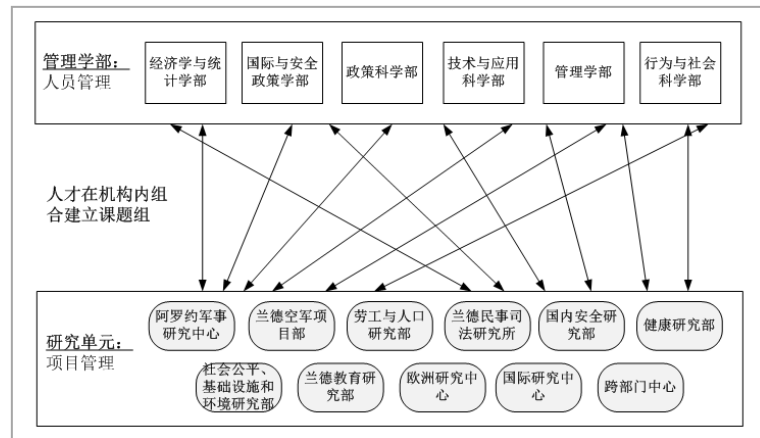 管理学部：
人员管理
经济学与统
计学部
国际与安全
政策学部
政策科学部
技术与应用
科学部
管理学部
行为与社会
科学部
人才在机构内组
合建立课题组
研究单元：
项目管理
阿罗约军事
研究中心
兰德空军项
目部
劳工与人口
研究部
兰德民事司
法研究所
国内安全研
究部
健康研究部
社会公平、
基础设施和
环境研究部
兰德教育研
究部
欧洲研究中
心
国际研究中
心
跨部门中心